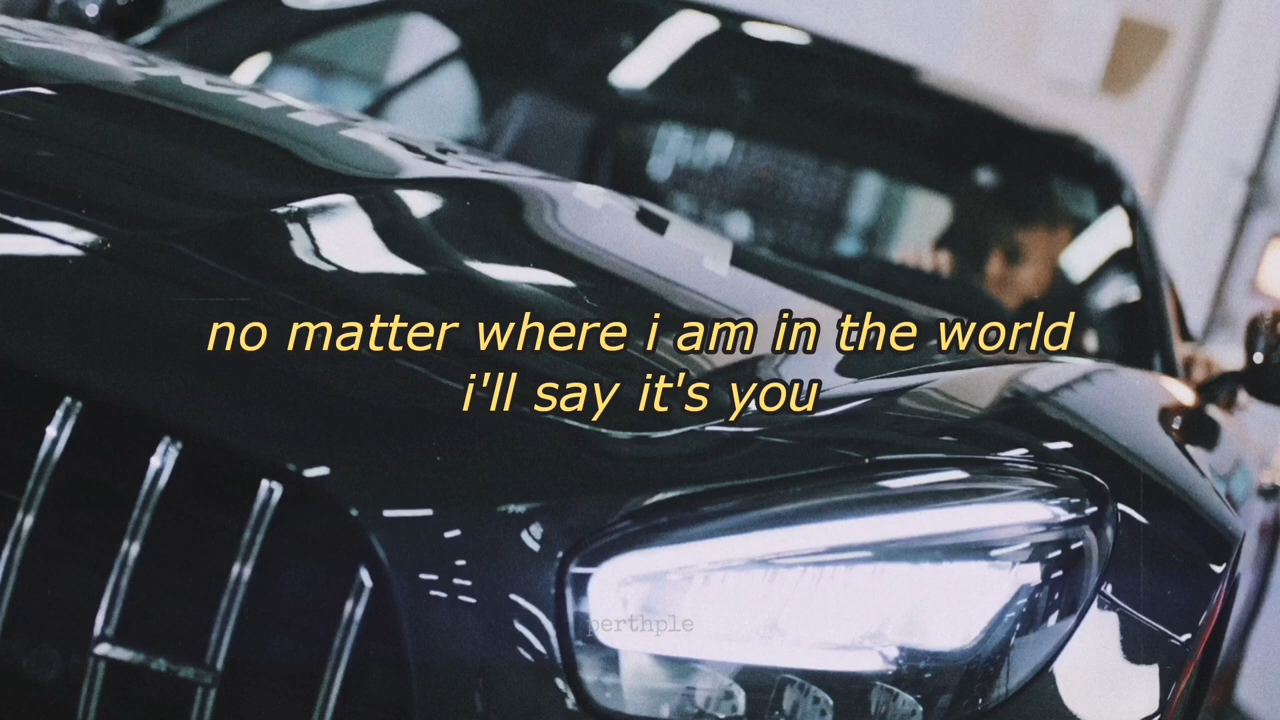 no matter where i am in the world
i'll say it's you
perthple